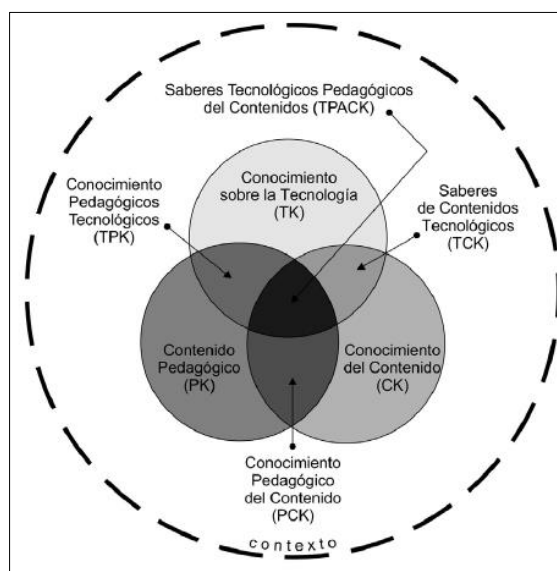 Saberes Tecnológicos Pedagógicos
del Contenidos (TPACK)
Conocimiento
Pedagógicos
Tecnológicos
(TPK)
Conocimiento
sobre la Tecnología
(TK)
Saberes
de Contenidos
Tecnológicos
(TCK)
Contenido
Pedagógico
(PK)
Conocimiento
del Contenido
(CK)
Conocimiento
Pedagógico
del Contenido
(PCK)
contexto